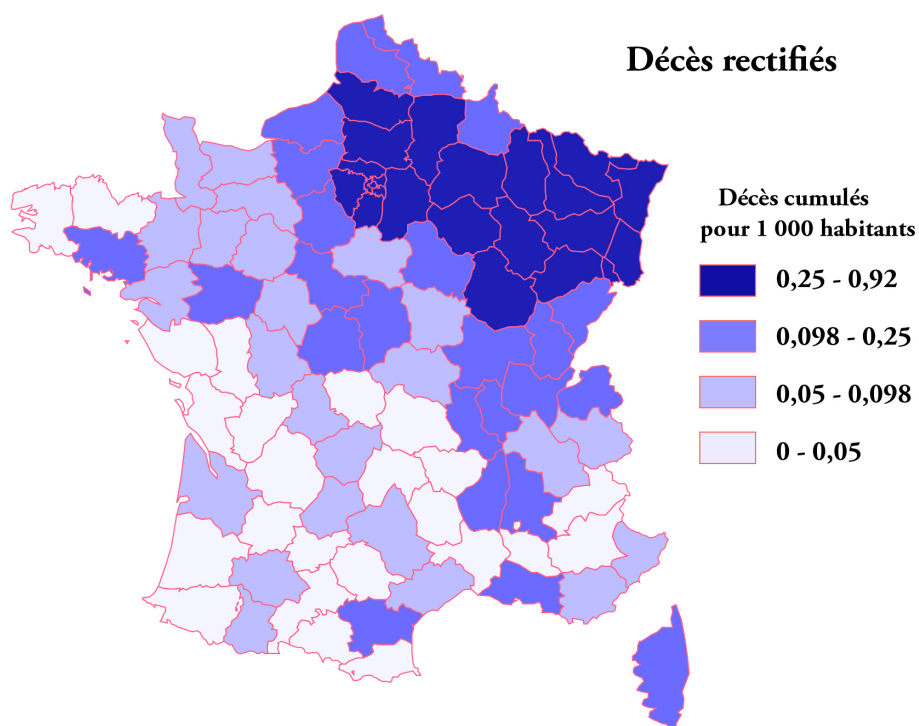 Décès rectifiés
Décès cumulés
pour 1 000 habitants
0,25 - 0,92
0,098 - 0,25
0,05 - 0,098
0 - 0,05